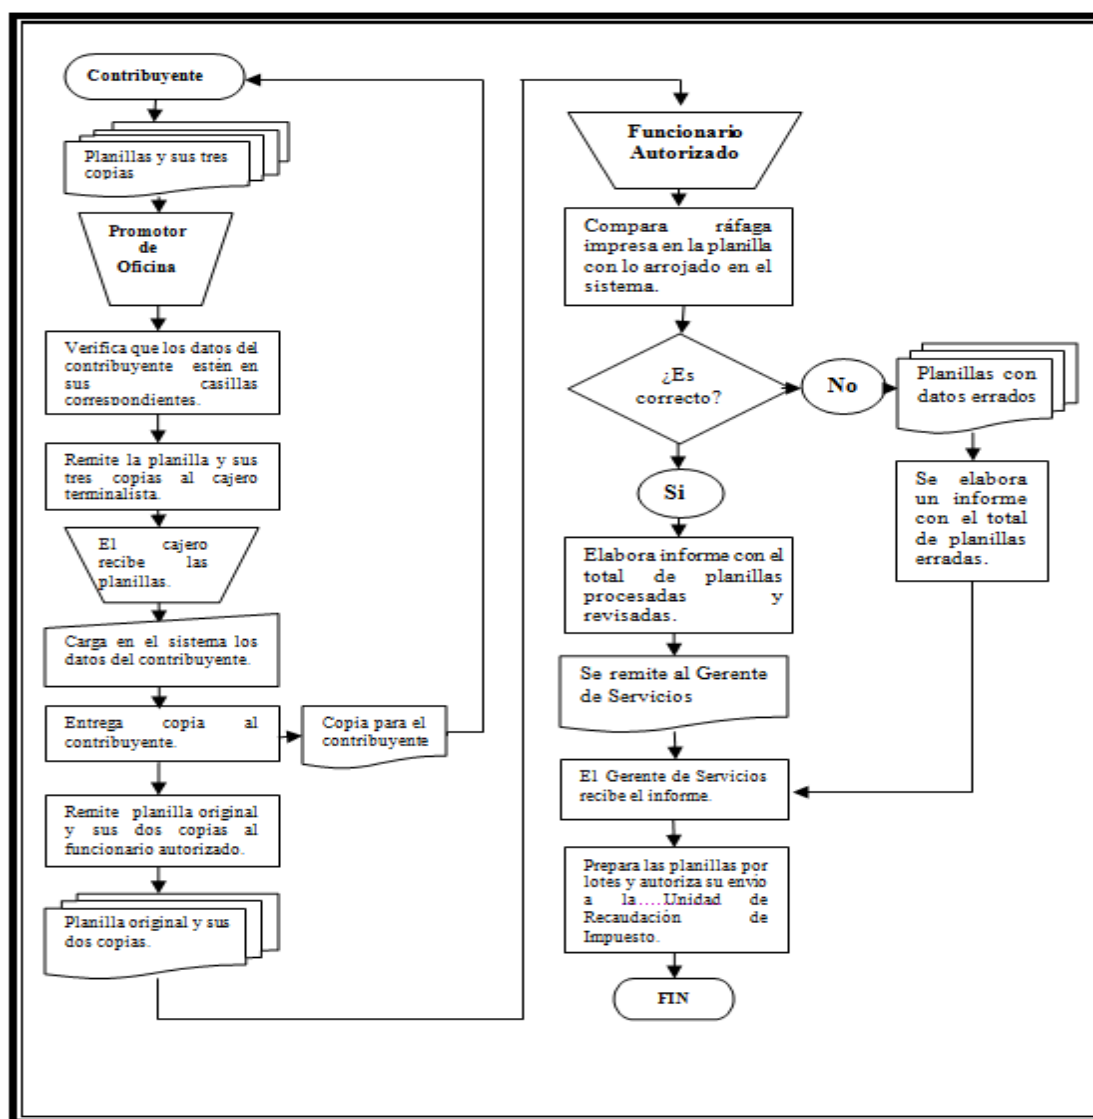 Contribuyente
Planillas y sus tres
copias
Promotor
de
Oficina
Verifica que los datos del
contribuyente estén en
sus casillas
correspondientes.
Remite la planilla y sus
tres copias al cajero
terminalista.
El cajero
recibe las
planillas.
Carga en el sistema los
datos del contribuyente.
Entrega copia al
contribuyente.
Copia para el
contribuyente
Remite planilla original
y sus dos copias al
funcionario autorizado.
Planilla original y sus
dos copias.
Funcionario
Autorizado
Compara ráfaga
impresa en la planilla
con lo arrojado en el
sistema.
¿Es
correcto?
No
Planillas con
datos errados
Se elabora
un informe
con el total
de planillas
erradas.
Si
Elabora informe con el
total de planillas
procesadas y
revisadas.
Se remite al Gerente
de Servicios
El Gerente de Servicios
recibe el informe.
Prepara las planillas por
lotes y autoriza su envío
a la....Unidad de
Recaudación de
Impuesto.
FIN